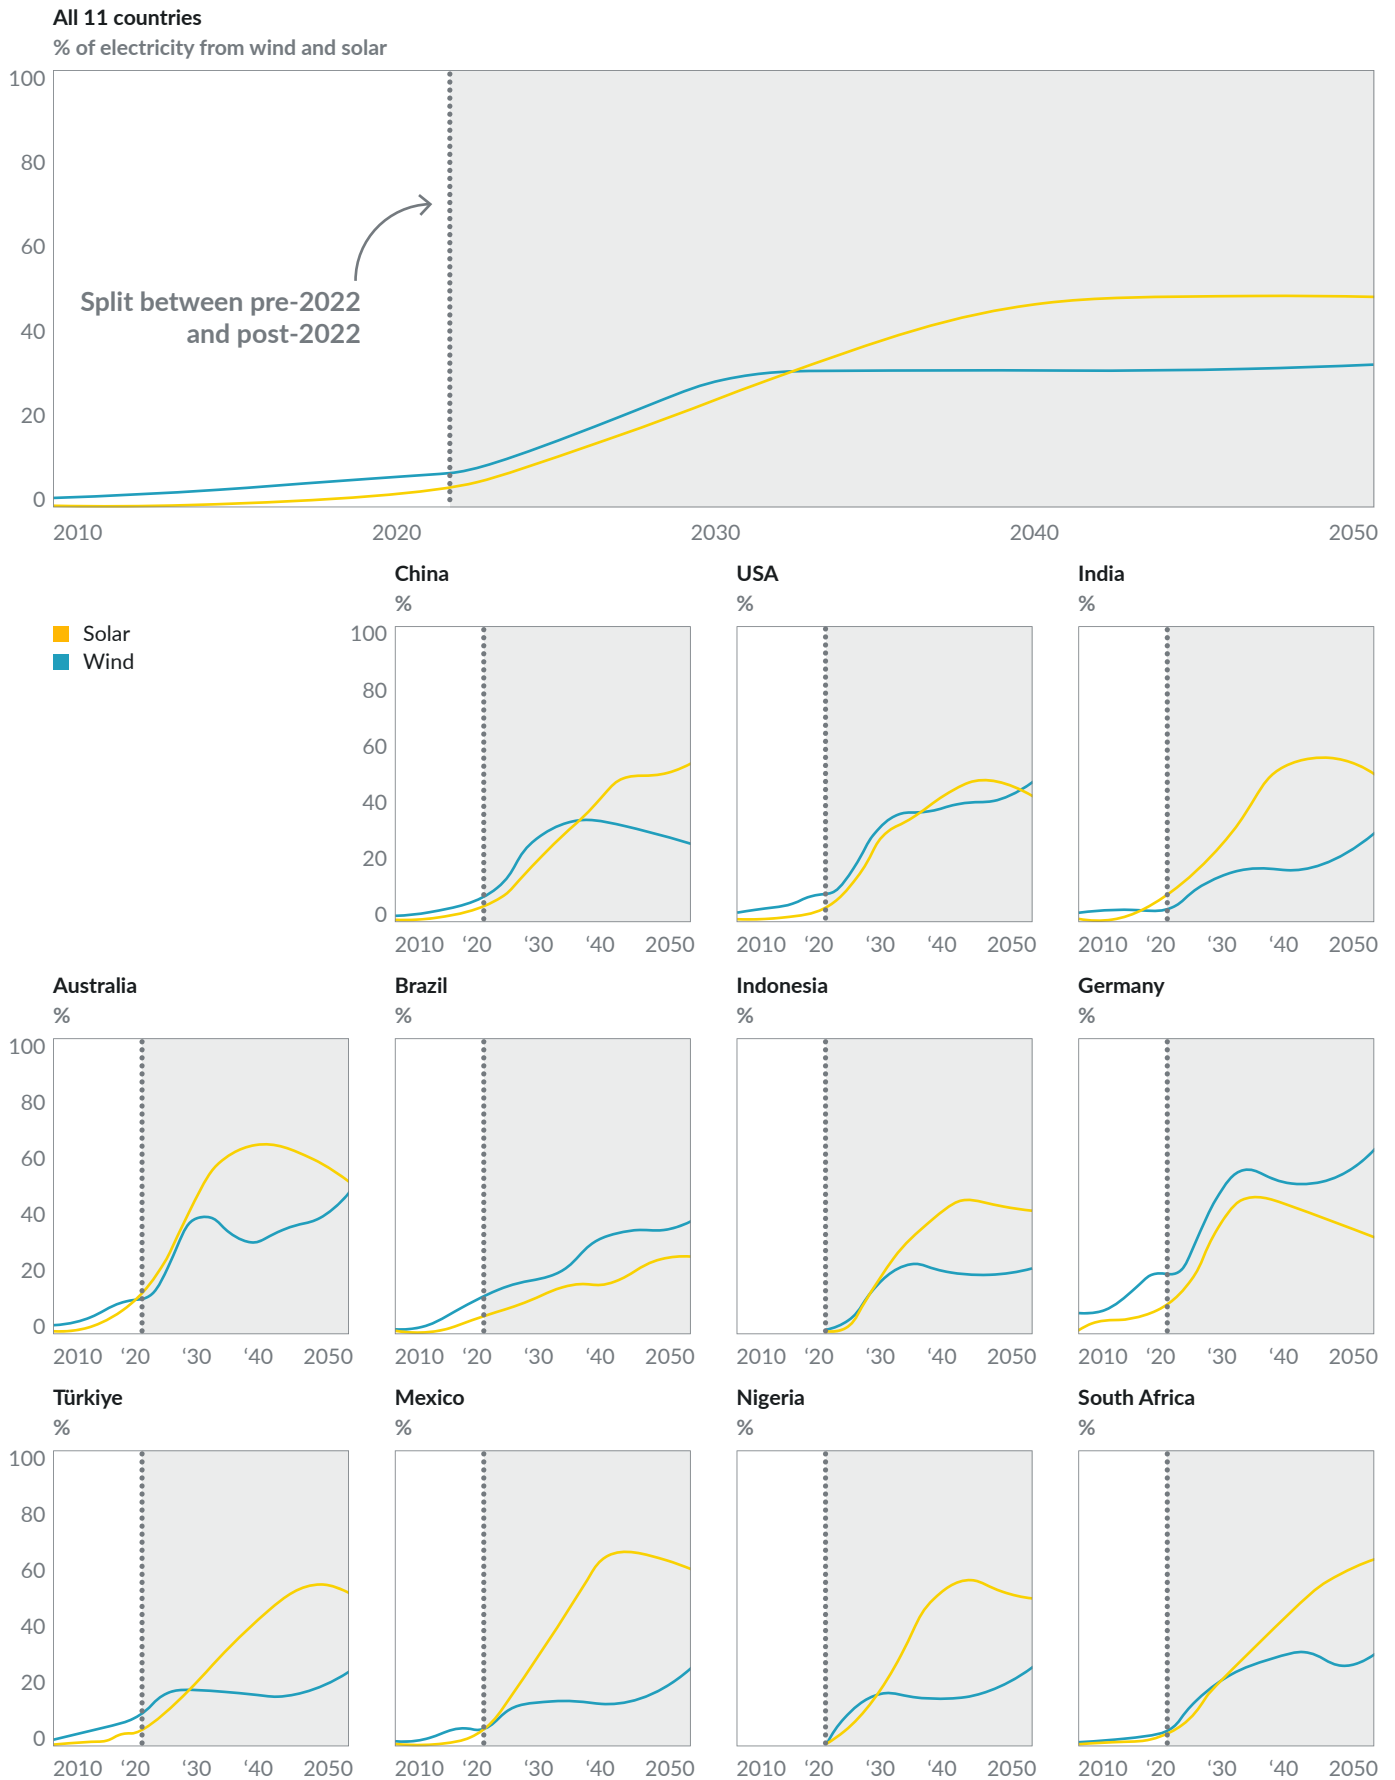 All 11 countries
% of electricity from wind and solar
100
80
60
40
20
0
Split between pre-2022
and post-2022
2010 2020 2030 2040 2050
Solar
Wind
China
%
100
80
60
40
20
0
2010 ‘20 ‘30 ‘40 2050
USA
%
2010 ‘20 ‘30 ‘40 2050
India
%
2010 ‘20 ‘30 ‘40 2050
Australia
%
100
80
60
40
20
0
2010 ‘20 ‘30 ‘40 2050
Brazil
%
2010 ‘20 ‘30 ‘40 2050
Indonesia
%
2010 ‘20 ‘30 ‘40 2050
Germany
%
2010 ‘20 ‘30 ‘40 2050
Türkiye
%
100
80
60
40
20
0
2010 ‘20 ‘30 ‘40 2050
Mexico
%
2010 ‘20 ‘30 ‘40 2050
Nigeria
%
2010 ‘20 ‘30 ‘40 2050
South Africa
%
2010 ‘20 ‘30 ‘40 2050